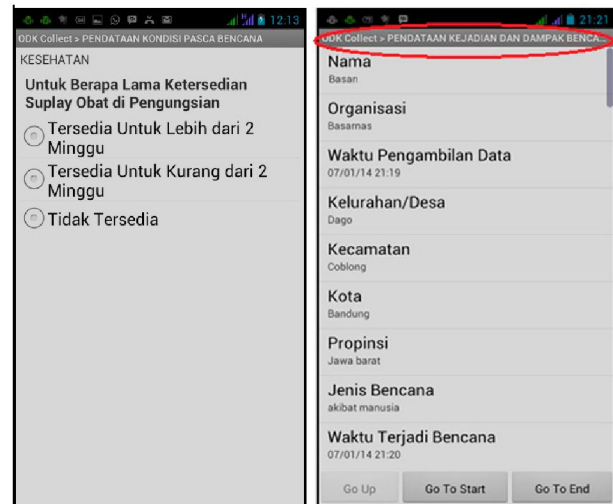 12:13
ODK Collect > PENDATAAN KONDISI PASCA BENCANA
KESEHATAN
Untuk Berapa Lama Ketersedian
Suplay Obat di Pengungsian
Tersedia Untuk Lebih dari 2
Minggu
Tersedia Untuk Kurang dari 2
Minggu
Tidak Tersedia
21:21
ODK Collect > PENDATAAN KEJADIAN DAN DAMPAK BENCA...
Nama
Basan
Organisasi
Basarnas
Waktu Pengambilan Data
07/01/14 21:19
Kelurahan/Desa
Dago
Kecamatan
Coblong
Kota
Bandung
Propinsi
Jawa barat
Jenis Bencana
akibat manusia
Waktu Terjadi Bencana
07/01/14 21:20
Go Up
Go To Start
Go To End